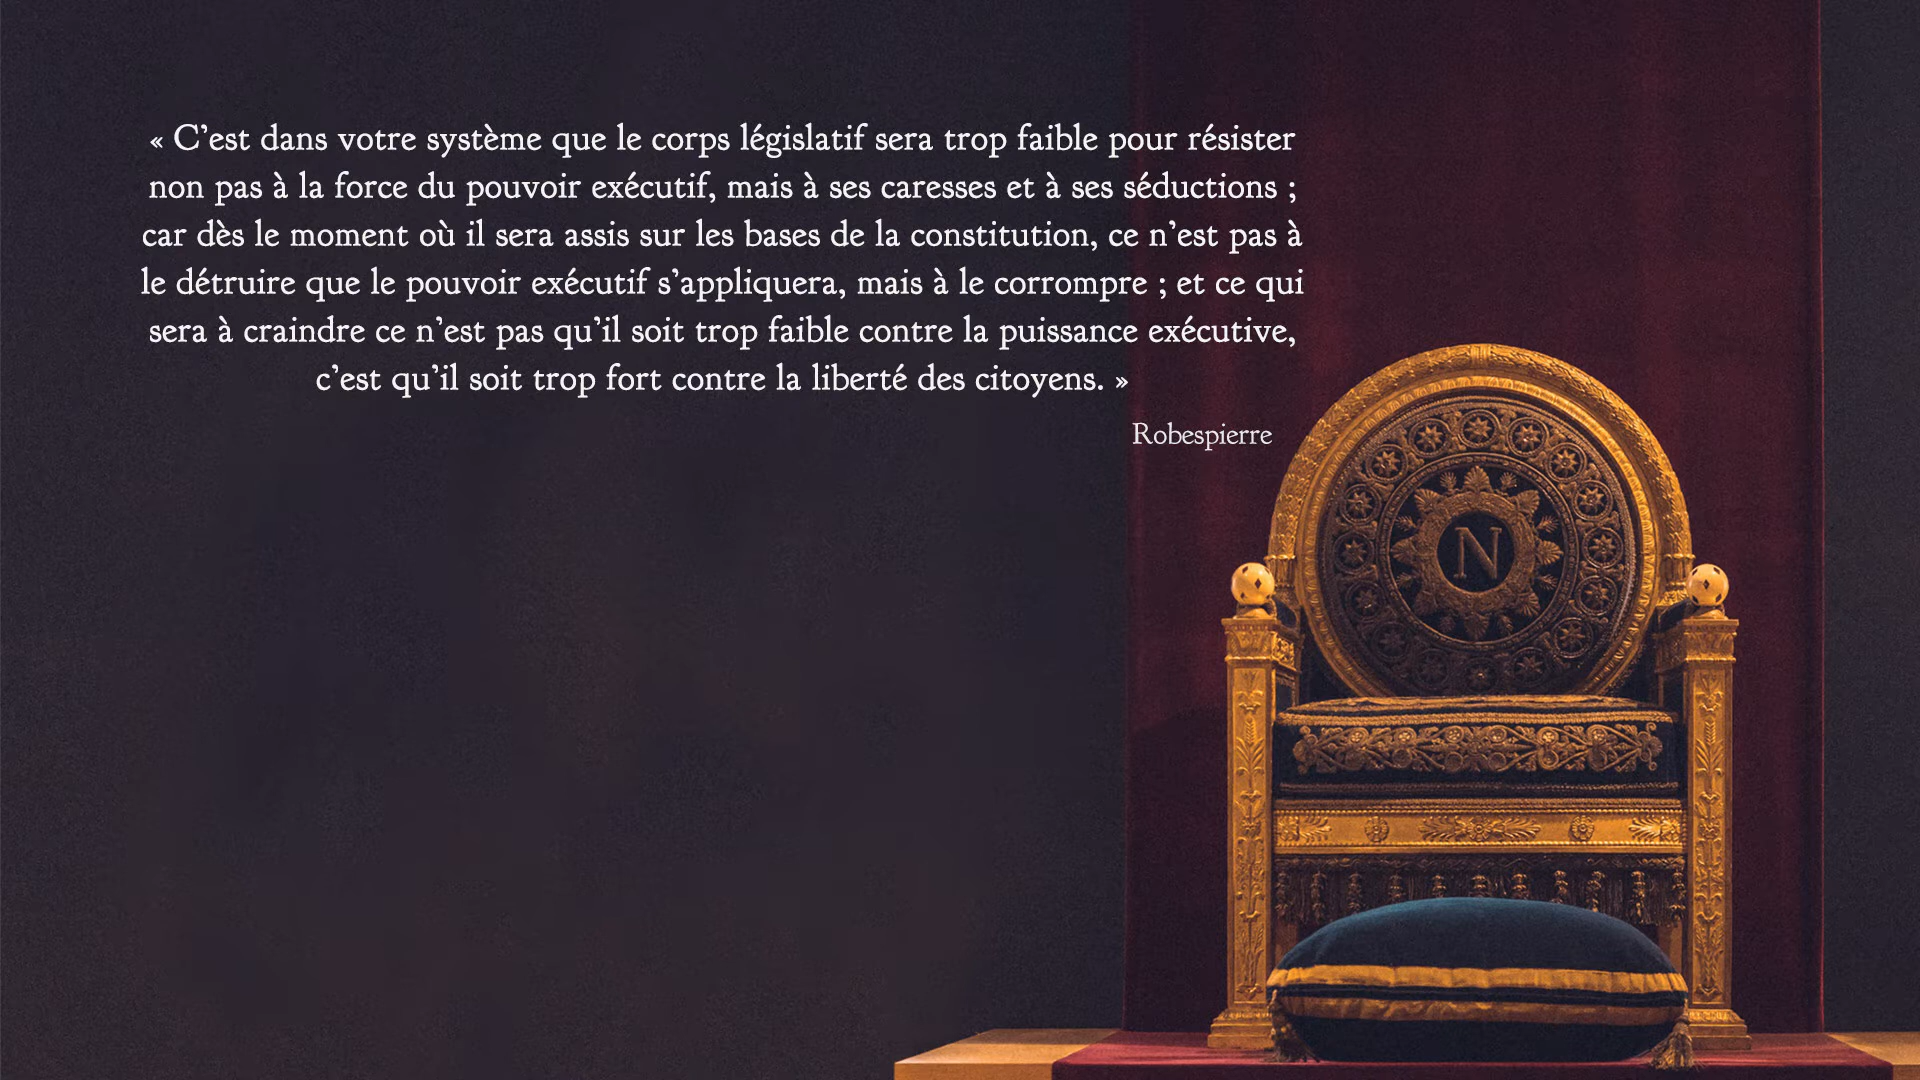 « C’est dans votre système que le corps législatif sera trop faible pour résister
non pas à la force du pouvoir exécutif, mais à ses caresses et à ses séductions ;
car dès le moment où il sera assis sur les bases de la constitution, ce n’est pas à
le détruire que le pouvoir exécutif s’appliquera, mais à le corrompre ; et ce qui
sera à craindre ce n’est pas qu’il soit trop faible contre la puissance exécutive,
c’est qu’il soit trop fort contre la liberté des citoyens. »
Robespierre
N